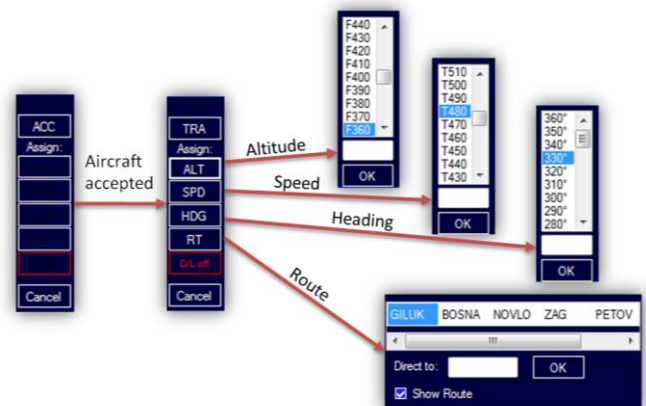 ACC
Assign:
Cancel
Aircraft
accepted
TRA
Assign:
ALT
SPD
HDG
RT
D/L off
Cancel
Altitude
Speed
Heading
Route
F440
F430
F420
F410
F400
F390
F380
F370
F360
OK
T510
T500
T490
T480
T470
T460
T450
T440
T430
OK
360°
350°
340°
330°
320°
310°
300°
290°
280°
OK
GILUK BOSNA NOVLO ZAG PETOV
Direct to: OK
Show Route